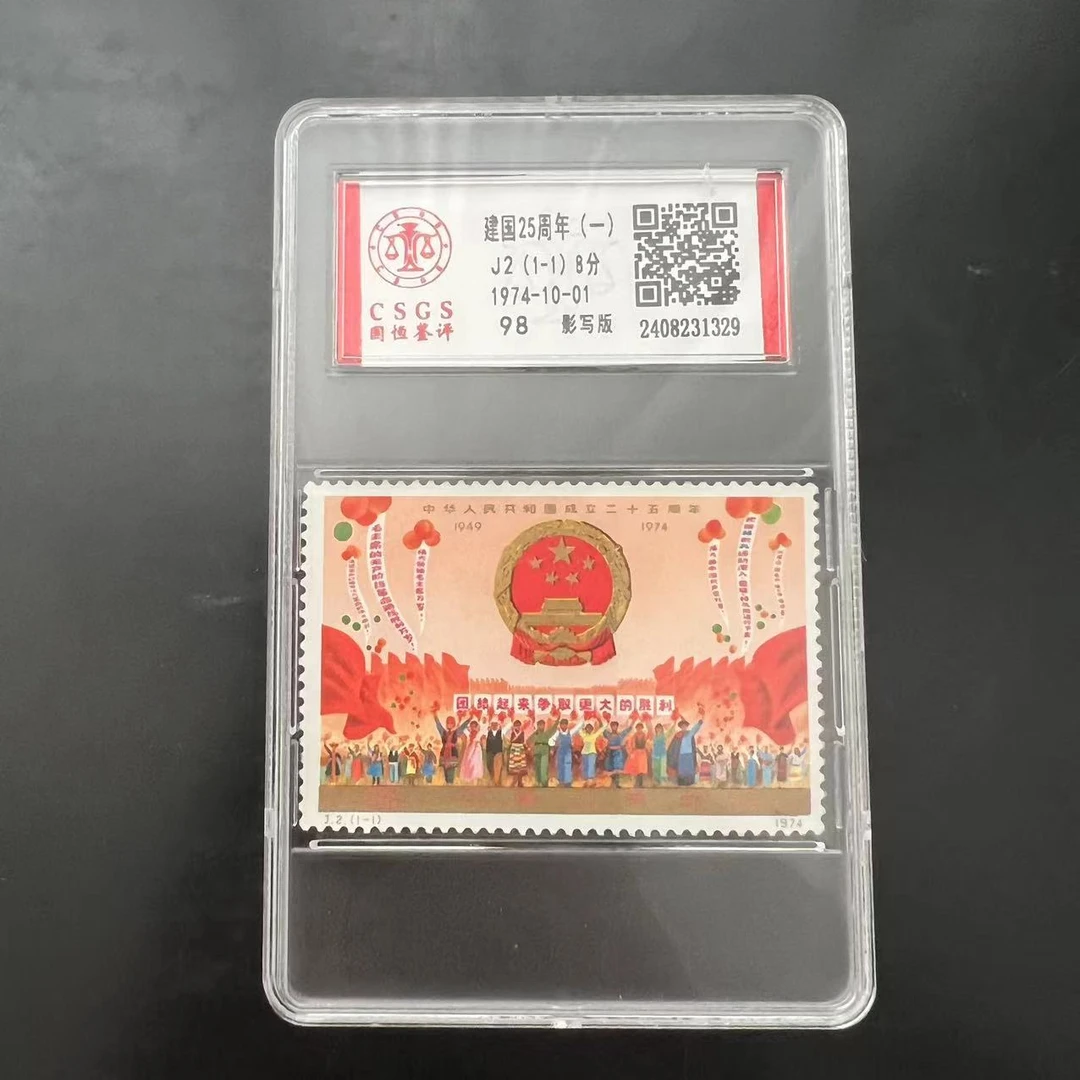 建国25周年（一）
J2（1-1）8分
1974-10-01
98 影写版
2408231329
CSGS
国恒鉴评
中华人民共和国成立二十五周年
1949 1974
团结起来争取更大的胜利
J.2.(1-1) 1974